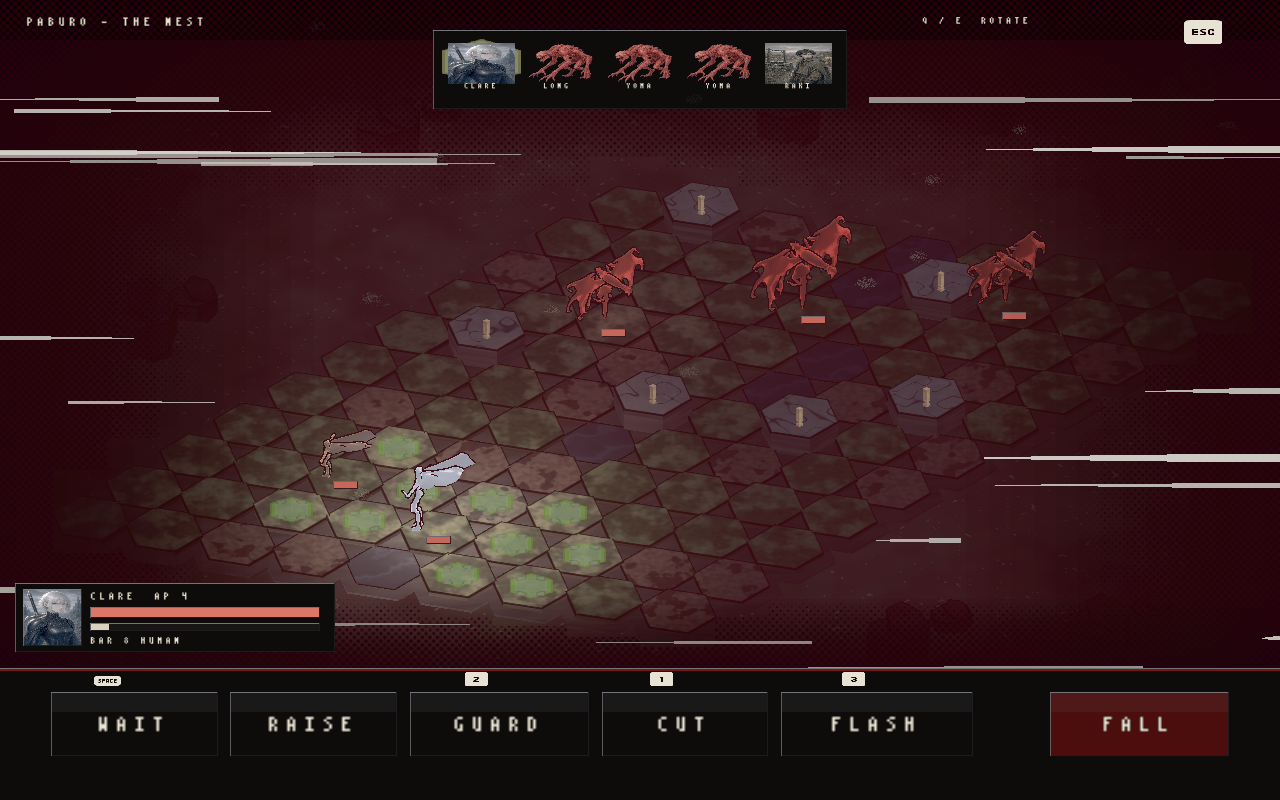 PABURO - THE NEST
Q / E ROTATE
ESC
CLARE
LONG
YOMA
YOMA
RAKI
CLARE AP 4
BAR 8 HUMAN
SPACE
2
1
3
WAIT
RAISE
GUARD
CUT
FLASH
FALL